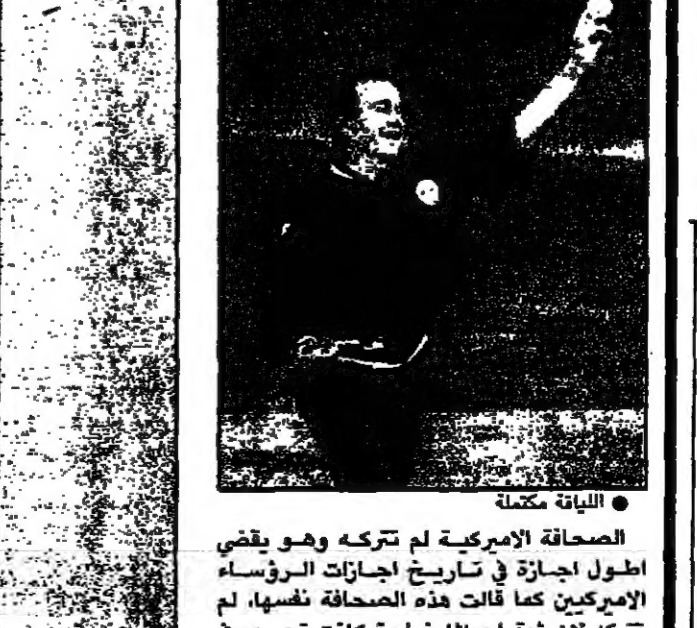 ● اللياقة مكتملة
الصحافة الاميركية لم تتركه وهو يقضي
اطول اجازة في تاريخ اجازات الرؤساء
الاميركيين كما قالت هذه الصحافة نفسها، لم